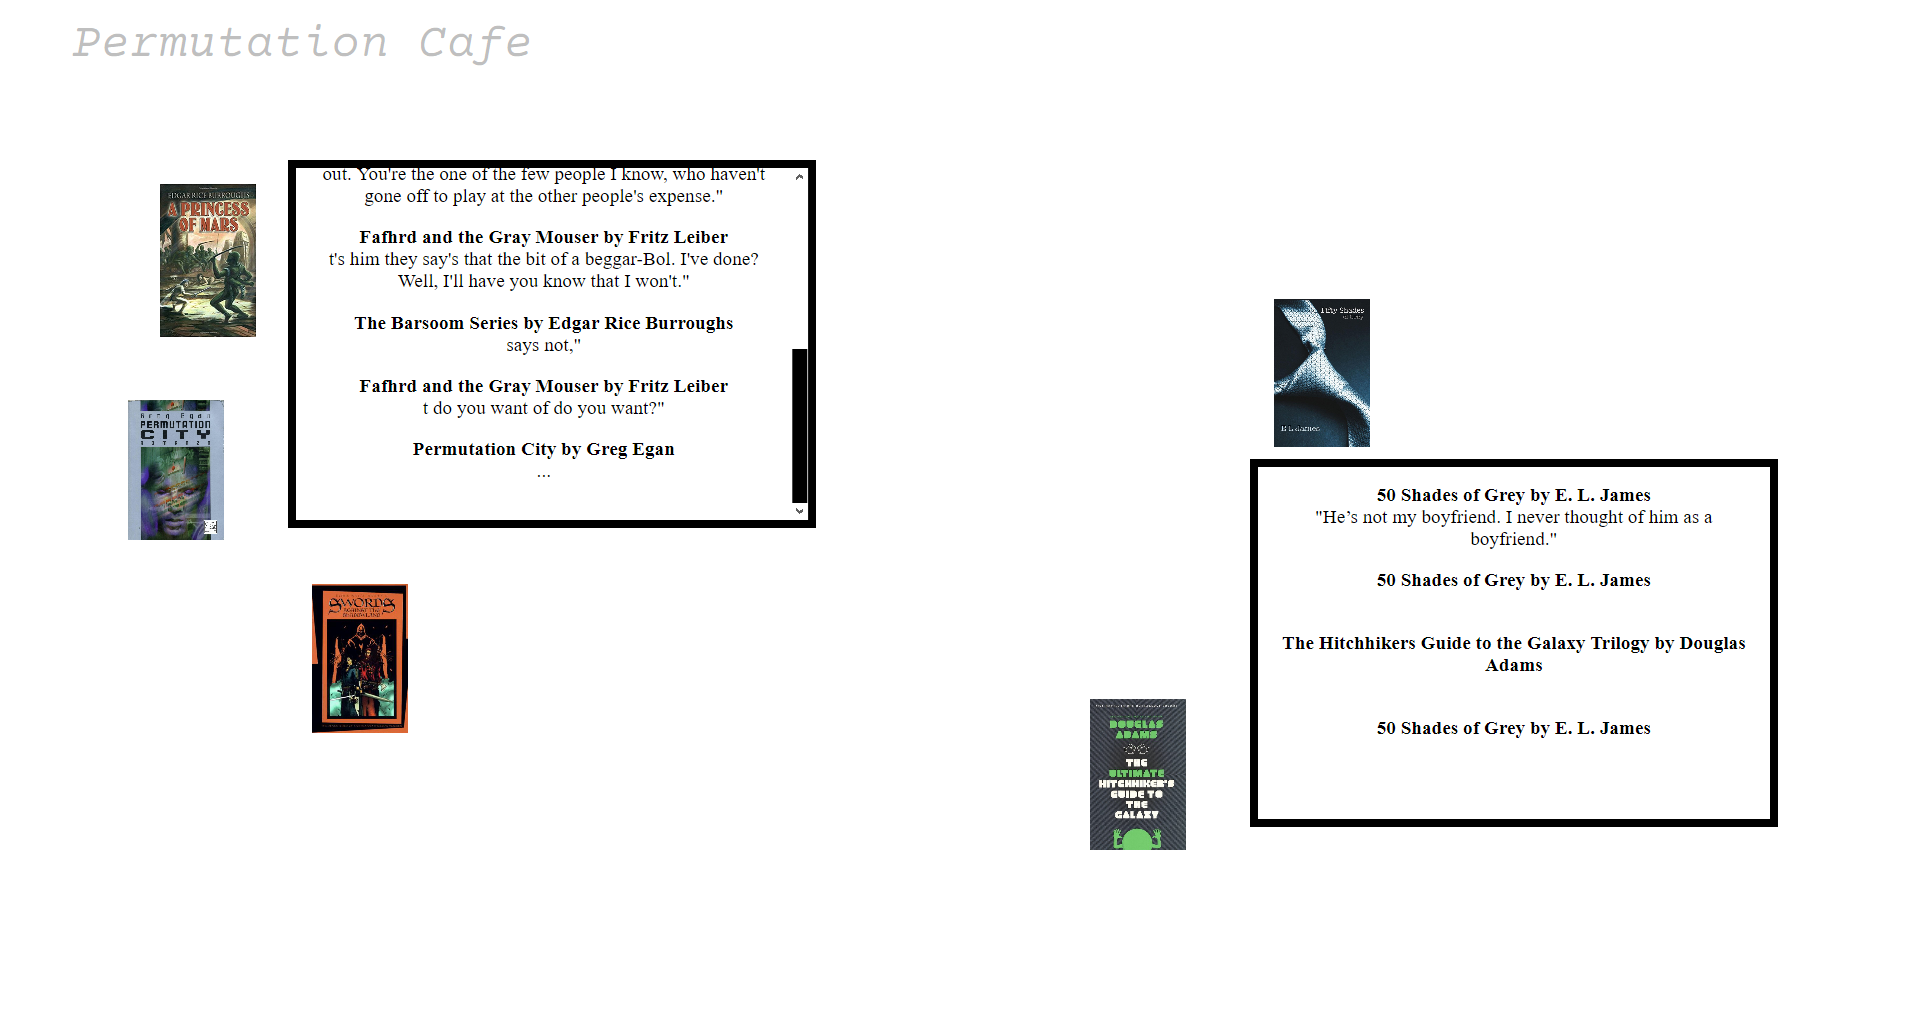 Permutation Cafe
EDGAR RICE BURROUGHS
A PRINCESS
OF MARS
out. You're the one of the few people I know, who haven't
gone off to play at the other people's expense."
Fafhrd and the Gray Mouser by Fritz Leiber
t's him they say's that the bit of a beggar-Bol. I've done?
Well, I'll have you know that I won't."
The Barsoom Series by Edgar Rice Burroughs
says not,"
Fafhrd and the Gray Mouser by Fritz Leiber
t do you want of do you want?"
Permutation City by Greg Egan
...
Greg Egan
PERMUTATION
CITY
SWORDS
AGAINST THE
SHADOWLAND
Fifty Shades
of Grey
E L James
50 Shades of Grey by E. L. James
"He’s not my boyfriend. I never thought of him as a
boyfriend."
50 Shades of Grey by E. L. James
The Hitchhikers Guide to the Galaxy Trilogy by Douglas
Adams
50 Shades of Grey by E. L. James
DOUGLAS
ADAMS
THE
ULTIMATE
HITCHHIKER'S
GUIDE TO
THE
GALAXY